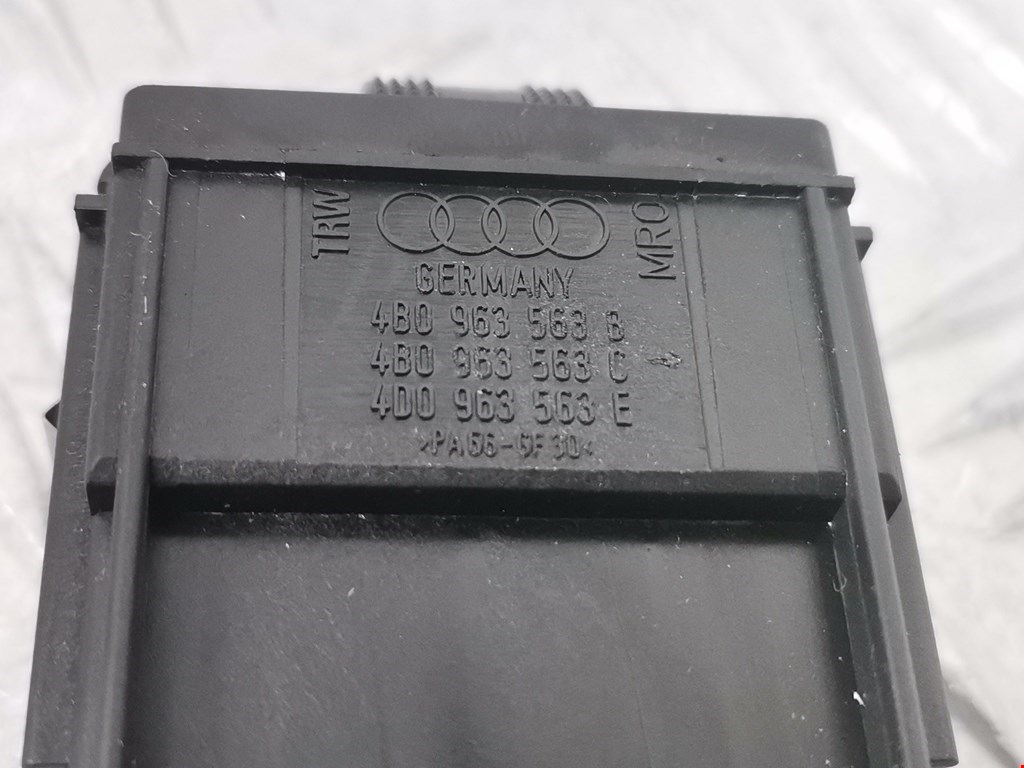 TRW
MRO
GERMANY
4B0 963 563 B
4B0 963 563 C
4D0 963 563 E
>PA66-GF30<